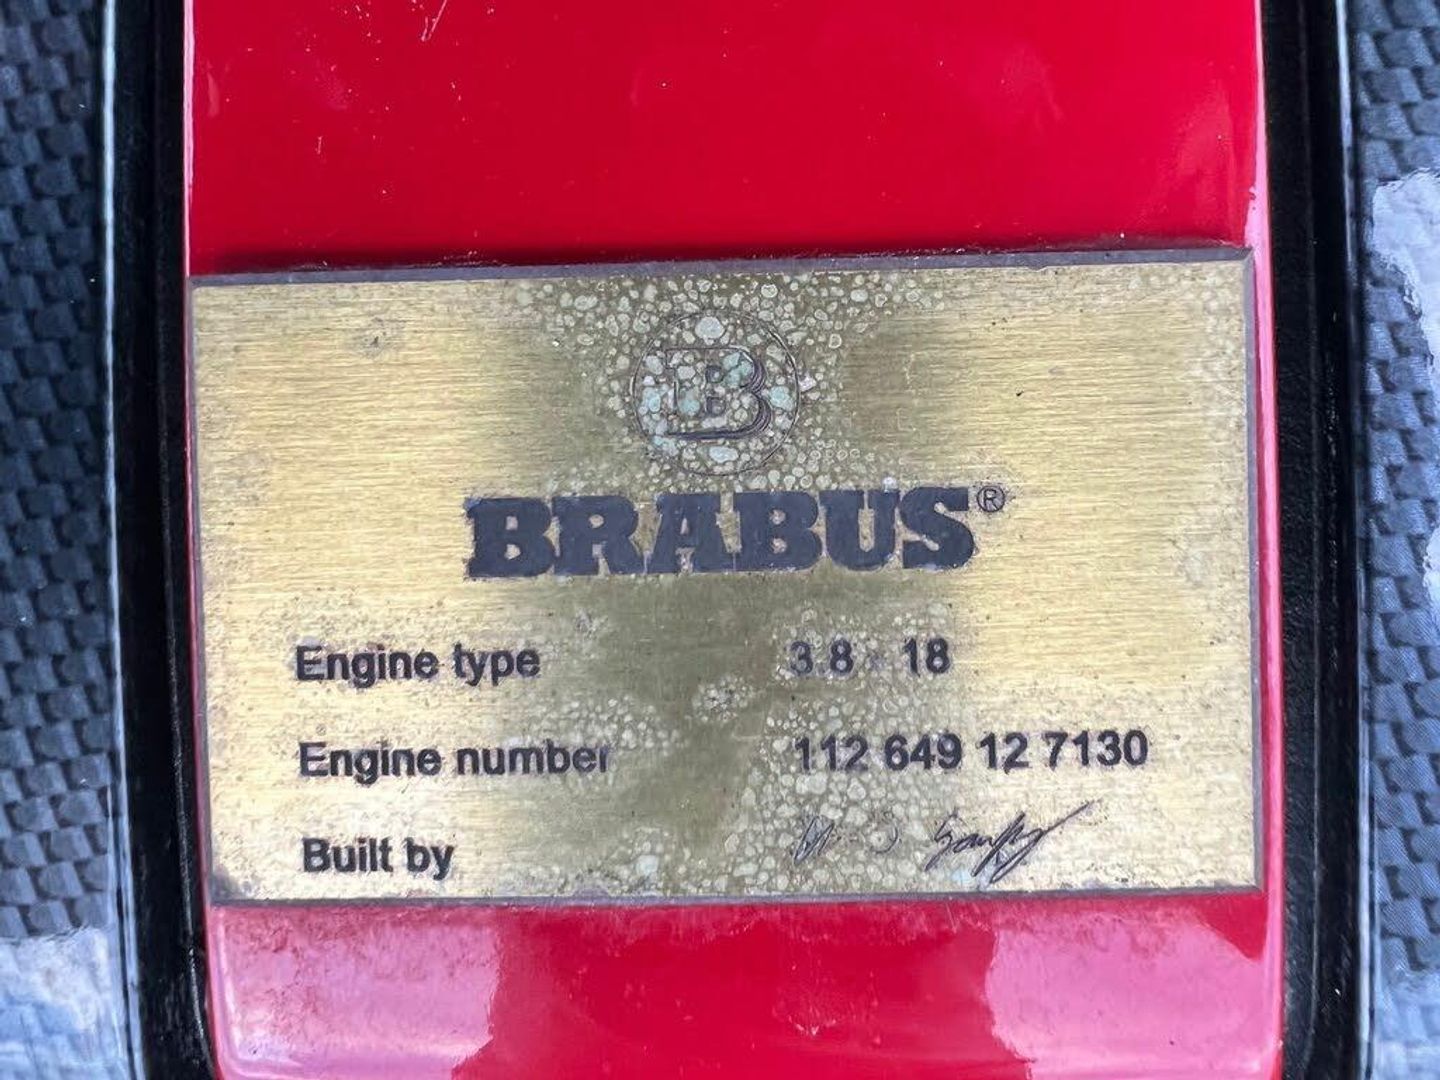 B
BRABUS®
Engine type 3.8 - 18
Engine number 112 649 12 7130
Built by